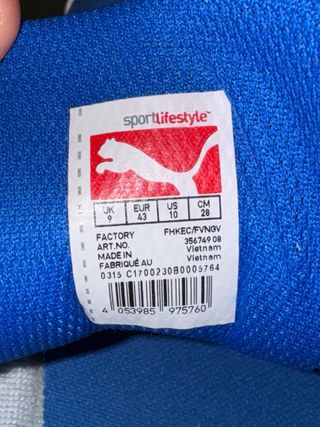 sportlifestyle™
UK EUR US CM
9 43 10 28
FACTORY FHKEC/FVNGV
ART.NO. 356749 08
MADE IN Vietnam
FABRIQUÉ AU Vietnam
0315 C1700230B0005764
4 053985 975760